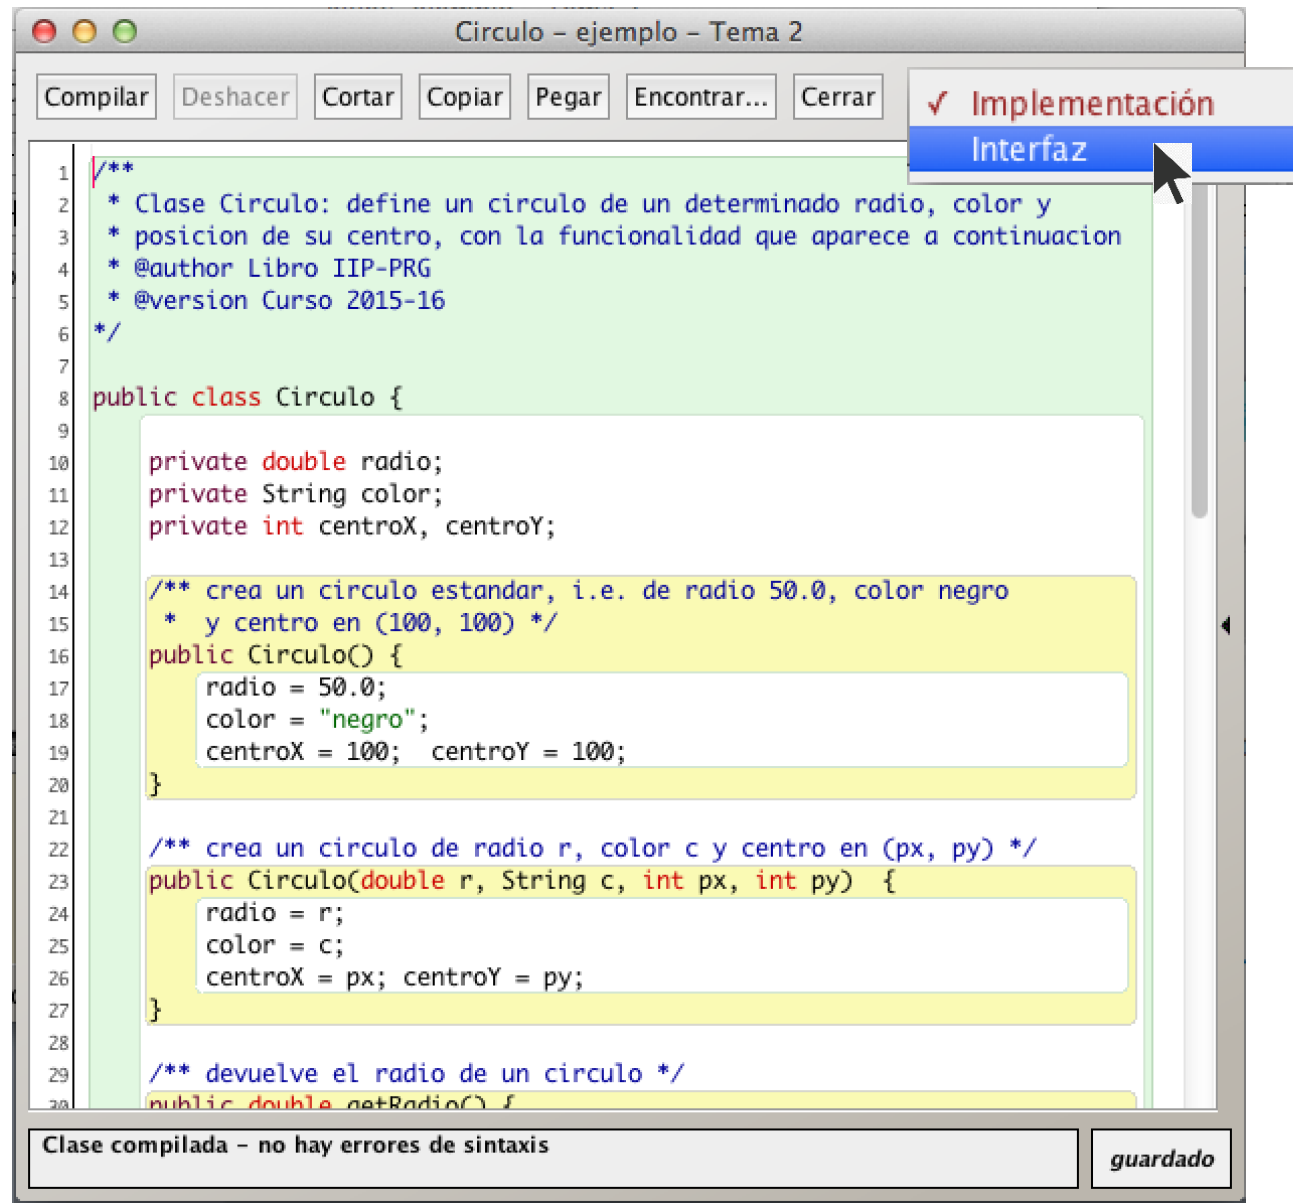 Circulo – ejemplo – Tema 2
Compilar Deshacer Cortar Copiar Pegar Encontrar... Cerrar
✓ Implementación
Interfaz
1 /**
2 * Clase Circulo: define un circulo de un determinado radio, color y
3 * posicion de su centro, con la funcionalidad que aparece a continuacion
4 * @author Libro IIP-PRG
5 * @version Curso 2015-16
6 */
7
8 public class Circulo {
9
10 private double radio;
11 private String color;
12 private int centroX, centroY;
13
14 /** crea un circulo estandar, i.e. de radio 50.0, color negro
15 * y centro en (100, 100) */
16 public Circulo() {
17 radio = 50.0;
18 color = "negro";
19 centroX = 100; centroY = 100;
20 }
21
22 /** crea un circulo de radio r, color c y centro en (px, py) */
23 public Circulo(double r, String c, int px, int py) {
24 radio = r;
25 color = c;
26 centroX = px; centroY = py;
27 }
28
29 /** devuelve el radio de un circulo */
30 public double getRadio() {
Clase compilada – no hay errores de sintaxis
guardado